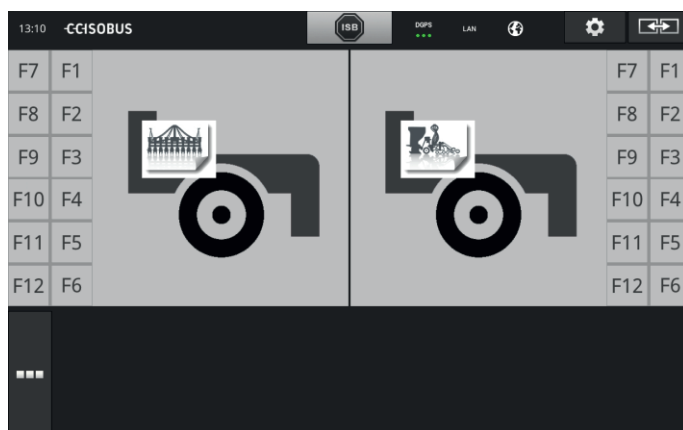 13:10 CCISOBUS ISB DGPS LAN
F7 F1 F7 F1
F8 F2 F8 F2
F9 F3 F9 F3
F10 F4 F10 F4
F11 F5 F11 F5
F12 F6 F12 F6